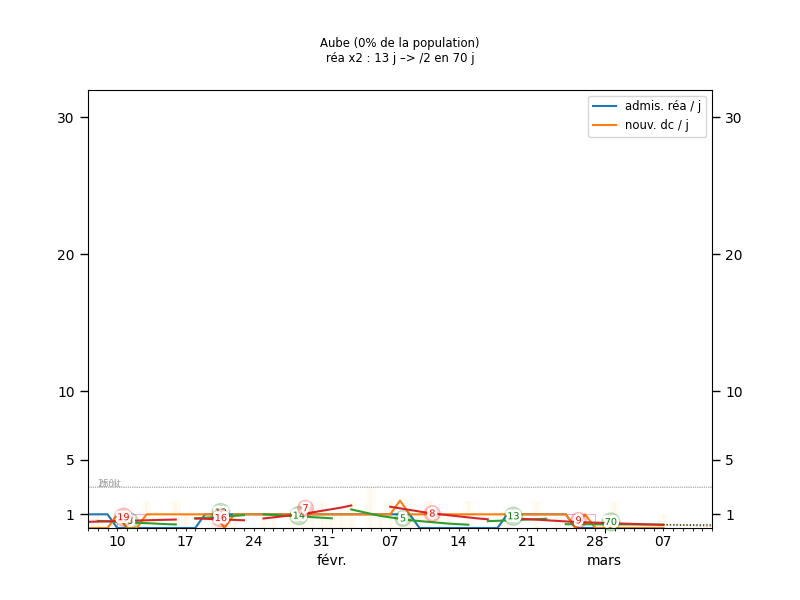 Aube (0% de la population)
réa x2 : 13 j –> /2 en 70 j
admis. réa / j
nouv. dc / j
30 30
20 20
10 10
5 5
1 1
19 16 14 7 5 8 13 9 70
10 17 24 31 07 14 21 28 07
févr. mars